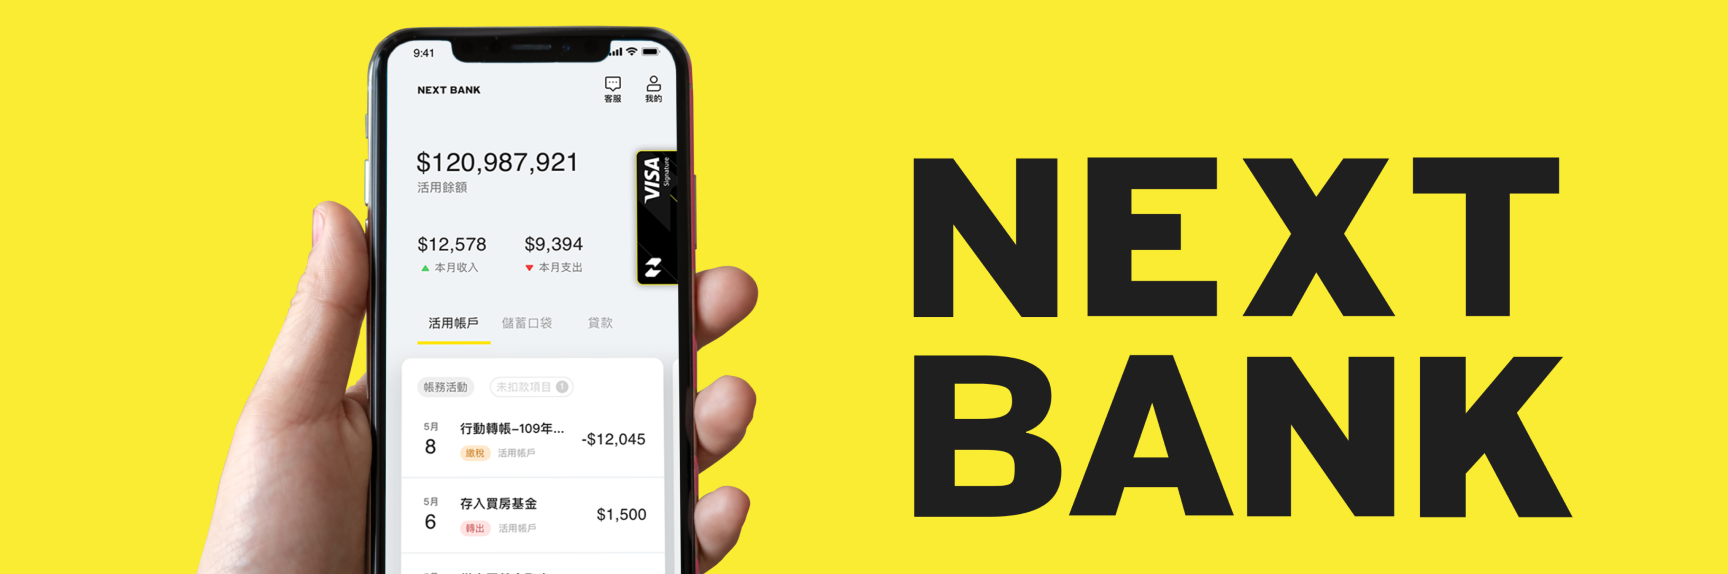 9:41
NEXT BANK
客服
我的
$120,987,921
活用餘額
VISA
Signature
$12,578
$9,394
本月收入
本月支出
活用帳戶
儲蓄口袋
貸款
帳務活動
未扣款項目 1
5月
8
行動轉帳–109年...
-$12,045
繳稅
活用帳戶
5月
6
存入買房基金
$1,500
轉出
活用帳戶
NEXT
BANK